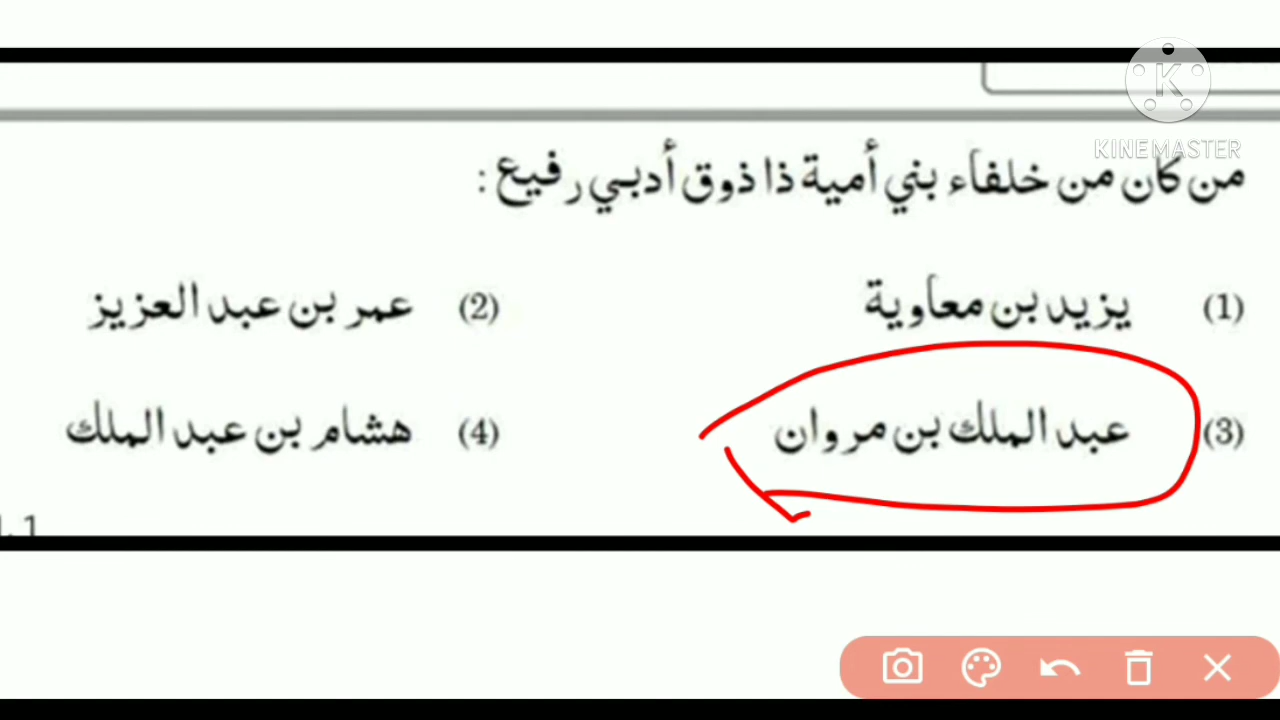 KINEMASTER
من كان من خلفاء بني أمية ذا ذوق أدبي رفيع :
(1) يزيد بن معاوية (2) عمر بن عبد العزيز
(3) عبد الملك بن مروان (4) هشام بن عبد الملك